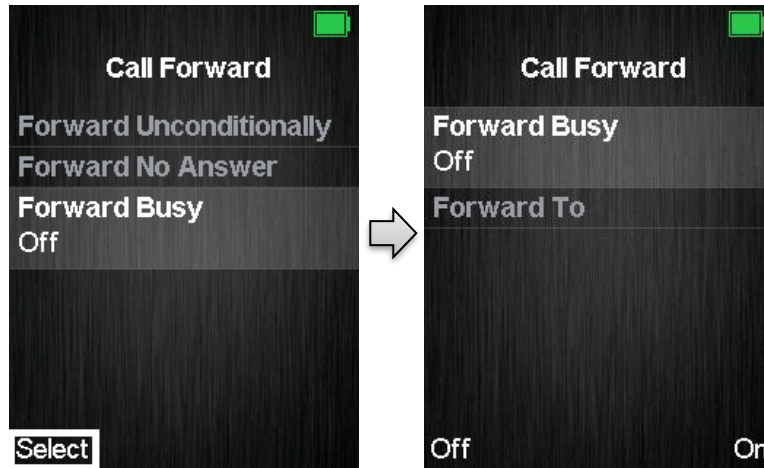 Call Forward
Forward Unconditionally
Forward No Answer
Forward Busy
Off
Select
Call Forward
Forward Busy
Off
Forward To
Off
On